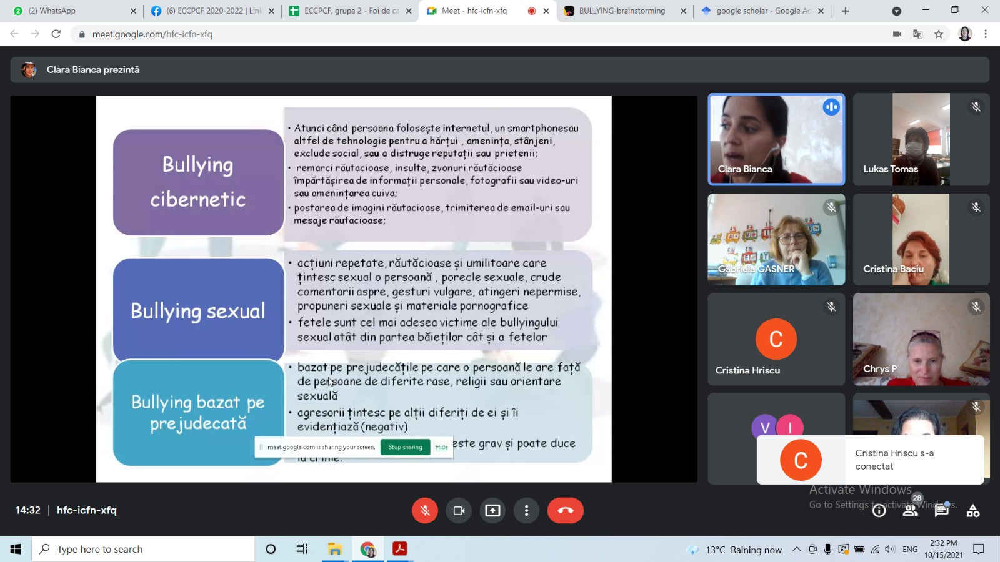 (2) WhatsApp
(6) ECCPCF 2020-2022 | Link
ECCPCF, grupa 2 - Foi de ca
Meet - hfc-icfn-xfq
BULLYING-brainstorming
google scholar - Google Ac
meet.google.com/hfc-icfn-xfq
Clara Bianca prezintă
Bullying
cibernetic
• Atunci când persoana folosește internetul, un smartphonesau
altfel de tehnologie pentru a hărțui , amenința, stânjeni,
exclude social, sau a distruge reputații sau prietenii;
• remarci răutacioase, insulte, zvonuri răutăcioase
împărtășirea de informații personale, fotografii sau video-uri
sau amenințarea cuiva;
• postarea de imagini răutacioase, trimiterea de email-uri sau
mesaje răutacioase;
Bullying sexual
• acțiuni repetate, răutăcioase și umilitoare care
țintesc sexual o persoană , porecle sexuale, crude
comentarii aspre, gesturi vulgare, atingeri nepermise,
propuneri sexuale și materiale pornografice
• fetele sunt cel mai adesea victime ale bullyingului
sexual atât din partea băieților cât și a fetelor
Bullying bazat pe
prejudecată
• bazat pe prejudecățile pe care o persoană le are față
de persoane de diferite rase, religii sau orientare
sexuală
• agresorii țintesc pe alții diferiți de ei și îi
evidențiază (negativ)
este grav și poate duce
la crime.
meet.google.com is sharing your screen.
Stop sharing
Hide
Clara Bianca
Lukas Tomas
Gabriela GASNER
Cristina Baciu
C
Cristina Hriscu
Chrys P
V
I
C
Cristina Hriscu s-a
conectat
Activate Windows
Go to Settings to activate Windows.
28
14:32
hfc-icfn-xfq
Type here to search
13°C Raining now
ENG
2:32 PM
10/15/2021